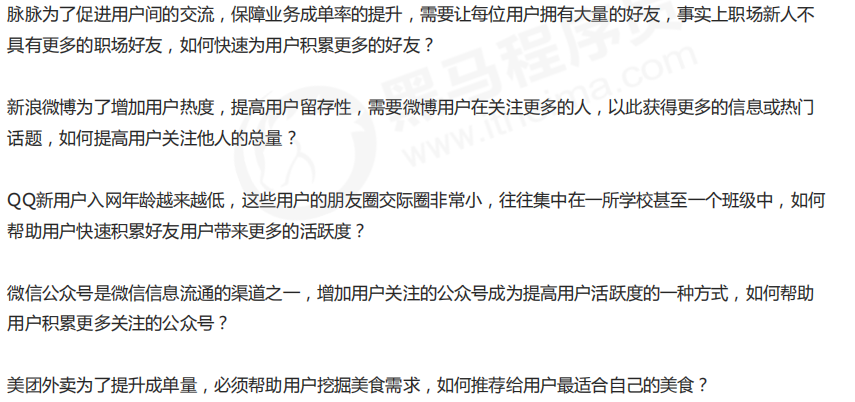 脉脉为了促进用户间的交流，保障业务成单率的提升，需要让每位用户拥有大量的好友，事实上职场新人不
具有更多的职场好友，如何快速为用户积累更多的好友？
新浪微博为了增加用户热度，提高用户留存性，需要微博用户在关注更多的人，以此获得更多的信息或热门
话题，如何提高用户关注他人的总量？
QQ新用户入网年龄越来越低，这些用户的朋友圈交际圈非常小，往往集中在一所学校甚至一个班级中，如何
帮助用户快速积累好友用户带来更多的活跃度？
微信公众号是微信信息流通的渠道之一，增加用户关注的公众号成为提高用户活跃度的一种方式，如何帮助
用户积累更多关注的公众号？
美团外卖为了提升成单量，必须帮助用户挖掘美食需求，如何推荐给用户最适合自己的美食？
黑马程序员
www.itheima.com